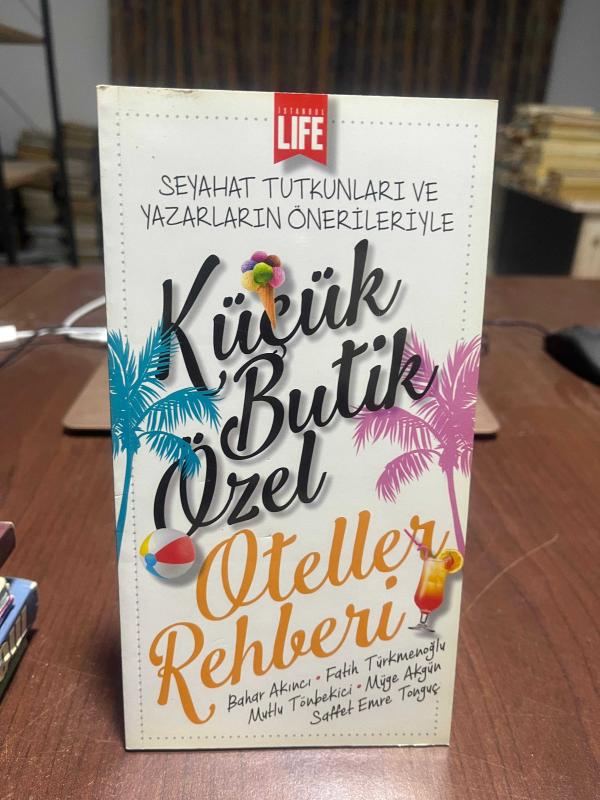 İSTANBUL
LIFE
SEYAHAT TUTKUNLARI VE
YAZARLARIN ÖNERİLERİYLE
Küçük
Butik
Özel
Oteller
Rehberi
Bahar Akıncı • Fatih Türkmenoğlu
Mutlu Tönbekici • Müge Akgün
Saffet Emre Tonguç